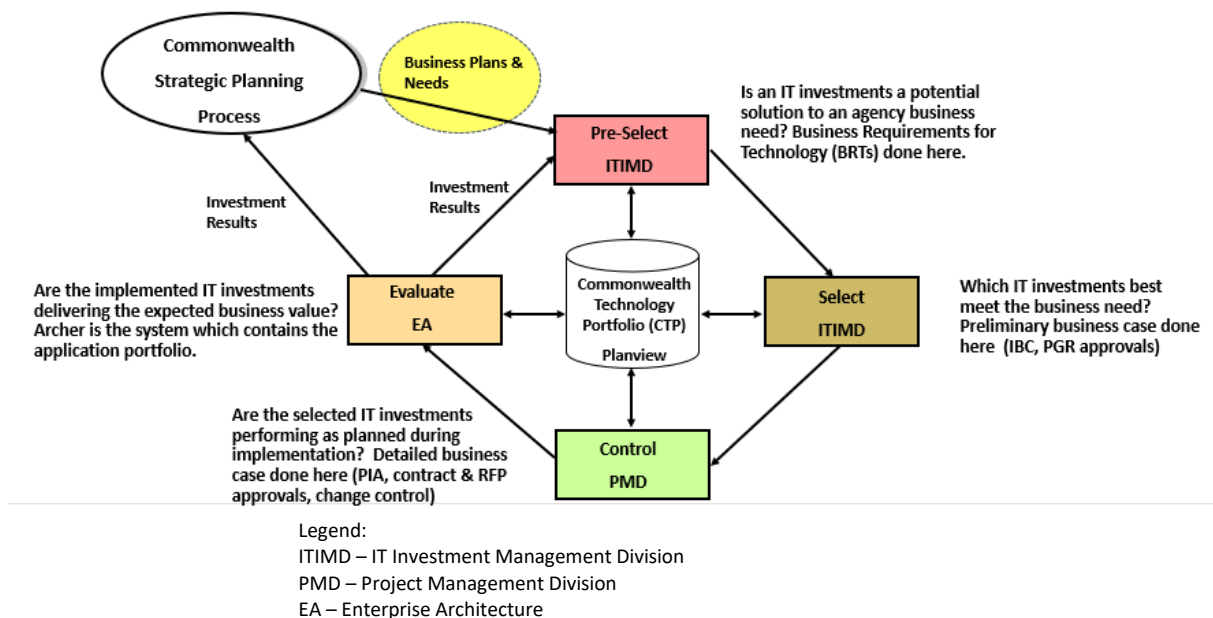 Commonwealth
Strategic Planning
Process
Business Plans &
Needs
Pre-Select
ITIMD
Is an IT investments a potential
solution to an agency business
need? Business Requirements for
Technology (BRTs) done here.
Investment
Results
Investment
Results
Are the implemented IT investments
delivering the expected business value?
Archer is the system which contains the
application portfolio.
Evaluate
EA
Commonwealth
Technology
Portfolio (CTP)
Planview
Select
ITIMD
Which IT investments best
meet the business need?
Preliminary business case done
here (IBC, PGR approvals)
Are the selected IT investments
performing as planned during
implementation? Detailed business
case done here (PIA, contract & RFP
approvals, change control)
Control
PMD
Legend:
ITIMD – IT Investment Management Division
PMD – Project Management Division
EA – Enterprise Architecture